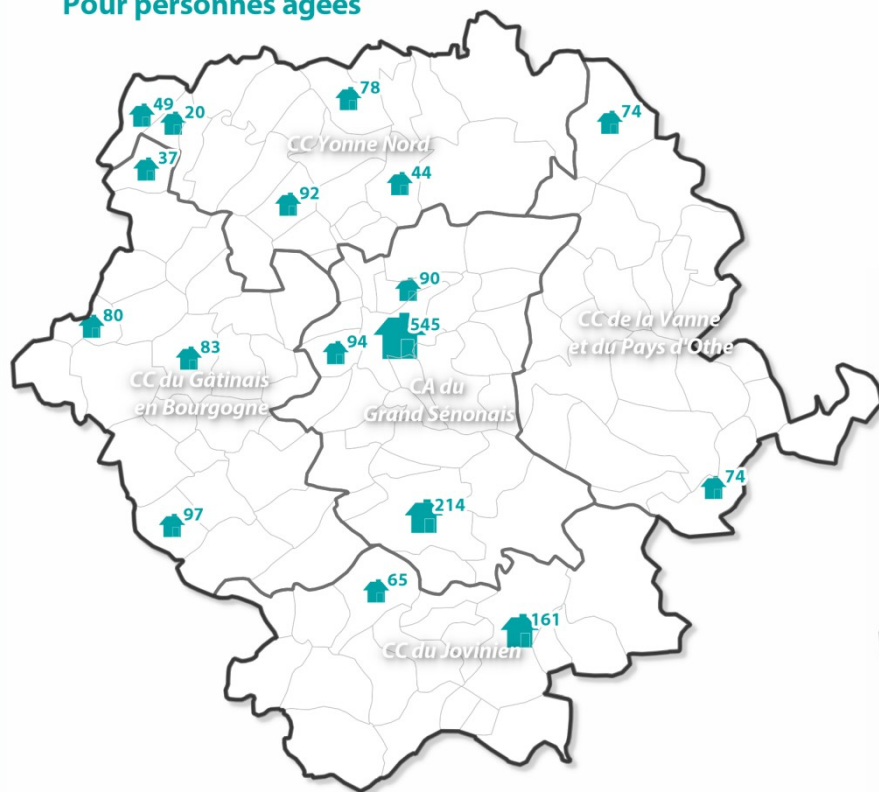 Pour personnes âgées
78
49
20
74
CC Yonne Nord
37
44
92
90
80
545
CC de la Vanne
et du Pays d'Othe
94
83
CC du Gâtinais
en Bourgogne
CA du
Grand Sénonais
74
97
214
65
161
CC du Jovinien